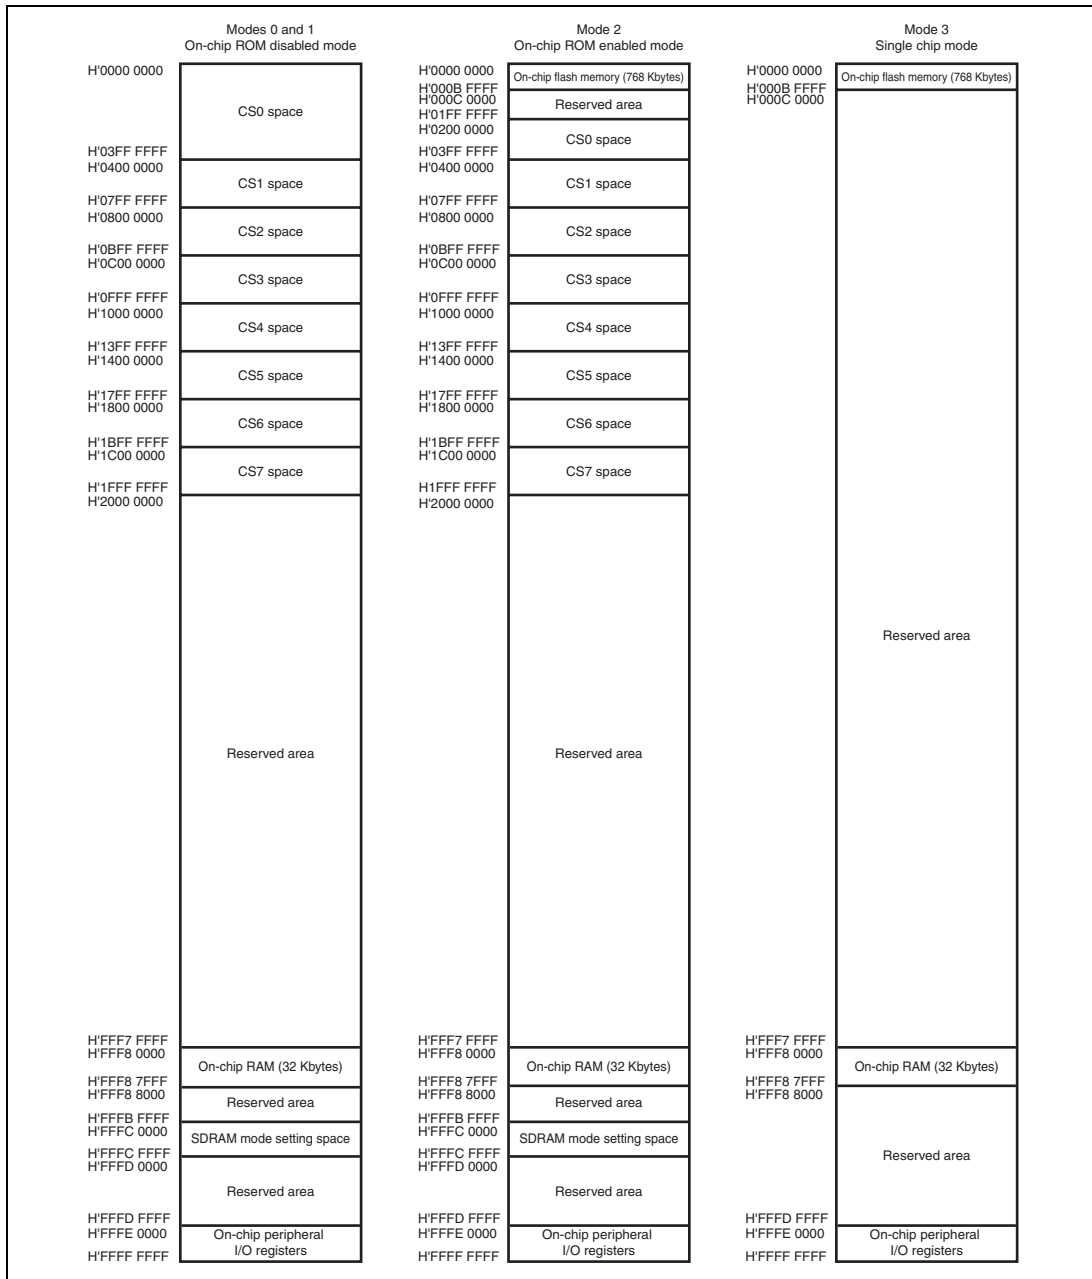 Modes 0 and 1
On-chip ROM disabled mode
H'0000 0000
CS0 space
H'03FF FFFF
H'0400 0000
CS1 space
H'07FF FFFF
H'0800 0000
CS2 space
H'0BFF FFFF
H'0C00 0000
CS3 space
H'0FFF FFFF
H'1000 0000
CS4 space
H'13FF FFFF
H'1400 0000
CS5 space
H'17FF FFFF
H'1800 0000
CS6 space
H'1BFF FFFF
H'1C00 0000
CS7 space
H'1FFF FFFF
H'2000 0000
Reserved area
H'FFF7 FFFF
H'FFF8 0000
On-chip RAM (32 Kbytes)
H'FFF8 7FFF
H'FFF8 8000
Reserved area
H'FFFB FFFF
H'FFFC 0000
SDRAM mode setting space
H'FFFC FFFF
H'FFFD 0000
Reserved area
H'FFFD FFFF
H'FFFE 0000
On-chip peripheral
I/O registers
H'FFFF FFFF
Mode 2
On-chip ROM enabled mode
H'0000 0000
On-chip flash memory (768 Kbytes)
H'000B FFFF
H'000C 0000
Reserved area
H'01FF FFFF
H'0200 0000
CS0 space
H'03FF FFFF
H'0400 0000
CS1 space
H'07FF FFFF
H'0800 0000
CS2 space
H'0BFF FFFF
H'0C00 0000
CS3 space
H'0FFF FFFF
H'1000 0000
CS4 space
H'13FF FFFF
H'1400 0000
CS5 space
H'17FF FFFF
H'1800 0000
CS6 space
H'1BFF FFFF
H'1C00 0000
CS7 space
H1FFF FFFF
H'2000 0000
Reserved area
H'FFF7 FFFF
H'FFF8 0000
On-chip RAM (32 Kbytes)
H'FFF8 7FFF
H'FFF8 8000
Reserved area
H'FFFB FFFF
H'FFFC 0000
SDRAM mode setting space
H'FFFC FFFF
H'FFFD 0000
Reserved area
H'FFFD FFFF
H'FFFE 0000
On-chip peripheral
I/O registers
H'FFFF FFFF
Mode 3
Single chip mode
H'0000 0000
On-chip flash memory (768 Kbytes)
H'000B FFFF
H'000C 0000
Reserved area
H'FFF7 FFFF
H'FFF8 0000
On-chip RAM (32 Kbytes)
H'FFF8 7FFF
H'FFF8 8000
Reserved area
H'FFFD FFFF
H'FFFE 0000
On-chip peripheral
I/O registers
H'FFFF FFFF